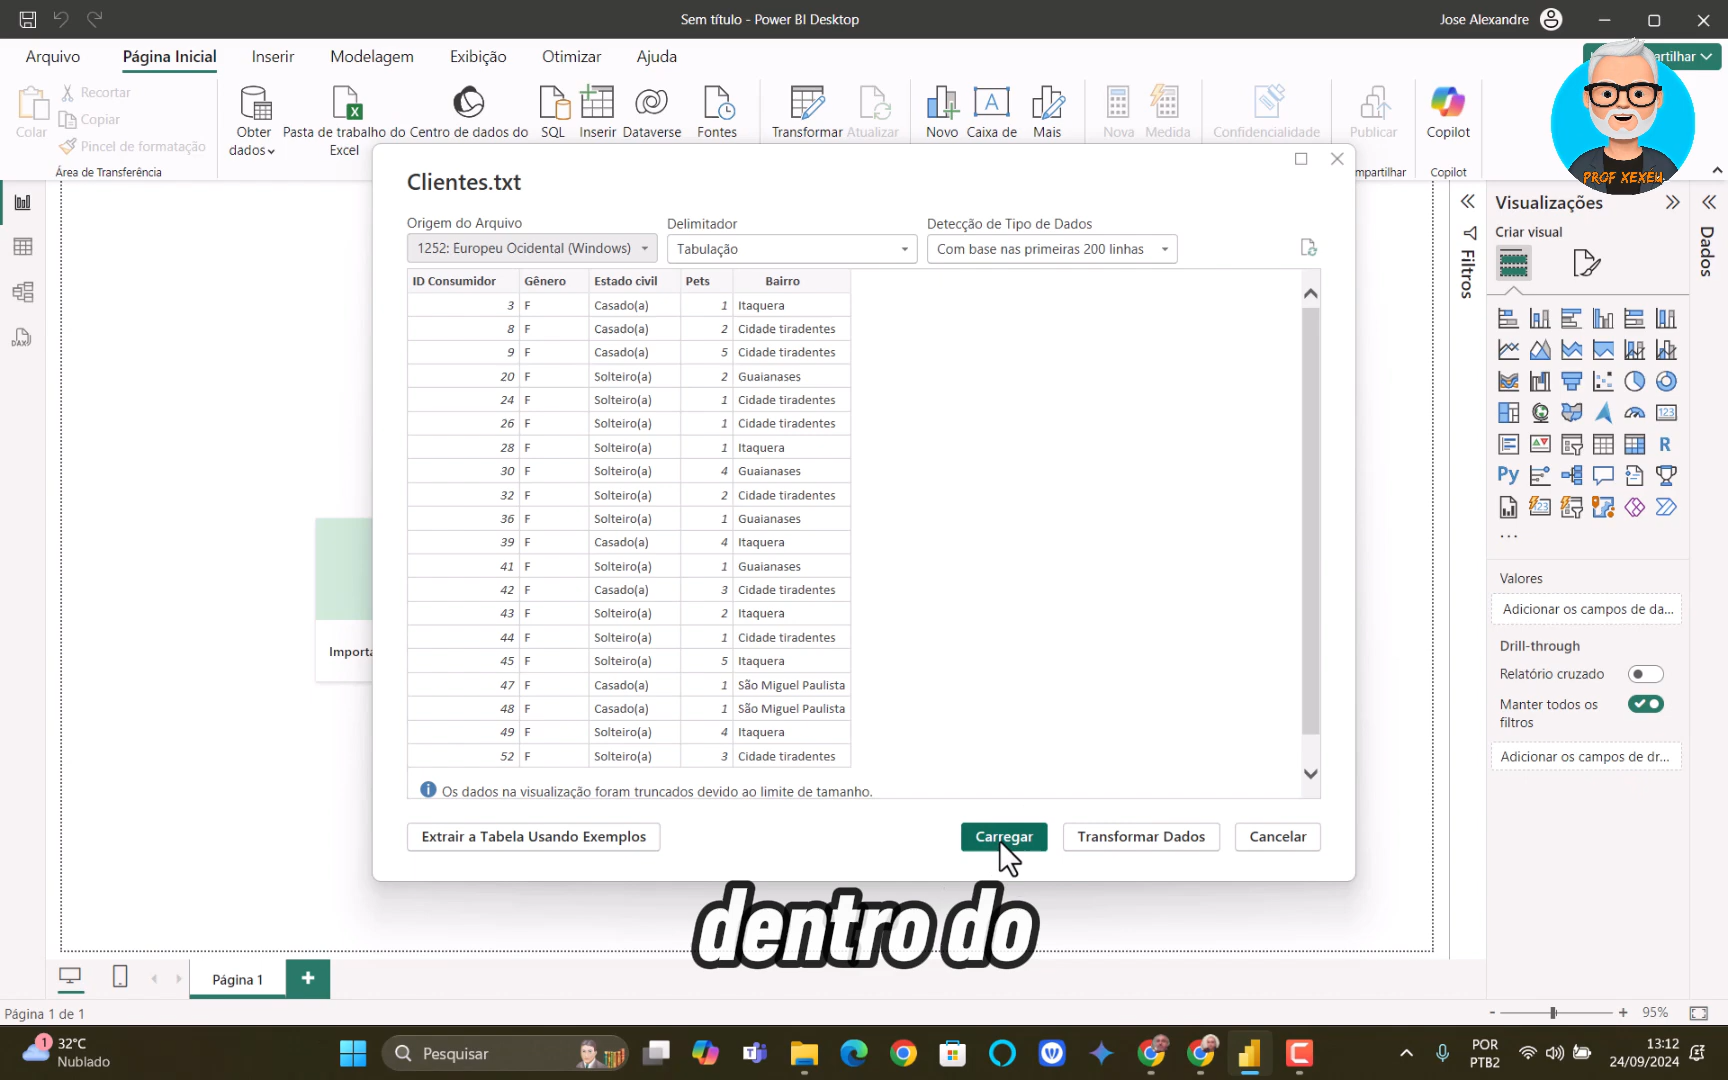 Sem título - Power BI Desktop
Jose Alexandre
Arquivo
Página Inicial
Inserir
Modelagem
Exibição
Otimizar
Ajuda
artilhar
Colar
Recortar
Copiar
Pincel de formatação
Área de Transferência
Obter
dados
Pasta de trabalho do
Excel
Centro de dados do
SQL
Inserir
Dataverse
Fontes
Transformar
Atualizar
Novo
Caixa de
Mais
Nova
Medida
Confidencialidade
Publicar
mpartilhar
Copilot
Copilot
PROF XEXEU
Clientes.txt
Origem do Arquivo
Delimitador
Detecção de Tipo de Dados
1252: Europeu Ocidental (Windows)
Tabulação
Com base nas primeiras 200 linhas
ID Consumidor Gênero Estado civil Pets Bairro
3 F Casado(a) 1 Itaquera
8 F Casado(a) 2 Cidade tiradentes
9 F Casado(a) 5 Cidade tiradentes
20 F Solteiro(a) 2 Guaianases
24 F Solteiro(a) 1 Cidade tiradentes
26 F Solteiro(a) 1 Cidade tiradentes
28 F Solteiro(a) 1 Itaquera
30 F Solteiro(a) 4 Guaianases
32 F Solteiro(a) 2 Cidade tiradentes
36 F Solteiro(a) 1 Guaianases
39 F Casado(a) 4 Itaquera
41 F Solteiro(a) 1 Guaianases
42 F Casado(a) 3 Cidade tiradentes
43 F Solteiro(a) 2 Itaquera
44 F Solteiro(a) 1 Cidade tiradentes
45 F Solteiro(a) 5 Itaquera
47 F Casado(a) 1 São Miguel Paulista
48 F Casado(a) 1 São Miguel Paulista
49 F Solteiro(a) 4 Itaquera
52 F Solteiro(a) 3 Cidade tiradentes
Os dados na visualização foram truncados devido ao limite de tamanho.
Extrair a Tabela Usando Exemplos
Carregar
Transformar Dados
Cancelar
Importa
dentro do
Filtros
Visualizações
Criar visual
Dados
123
R
Py
123
...
Valores
Adicionar os campos de da...
Drill-through
Relatório cruzado
Manter todos os
filtros
Adicionar os campos de dr...
Página 1
+
Página 1 de 1
- + 95%
1
32°C
Nublado
Pesquisar
POR
PTB2
13:12
24/09/2024